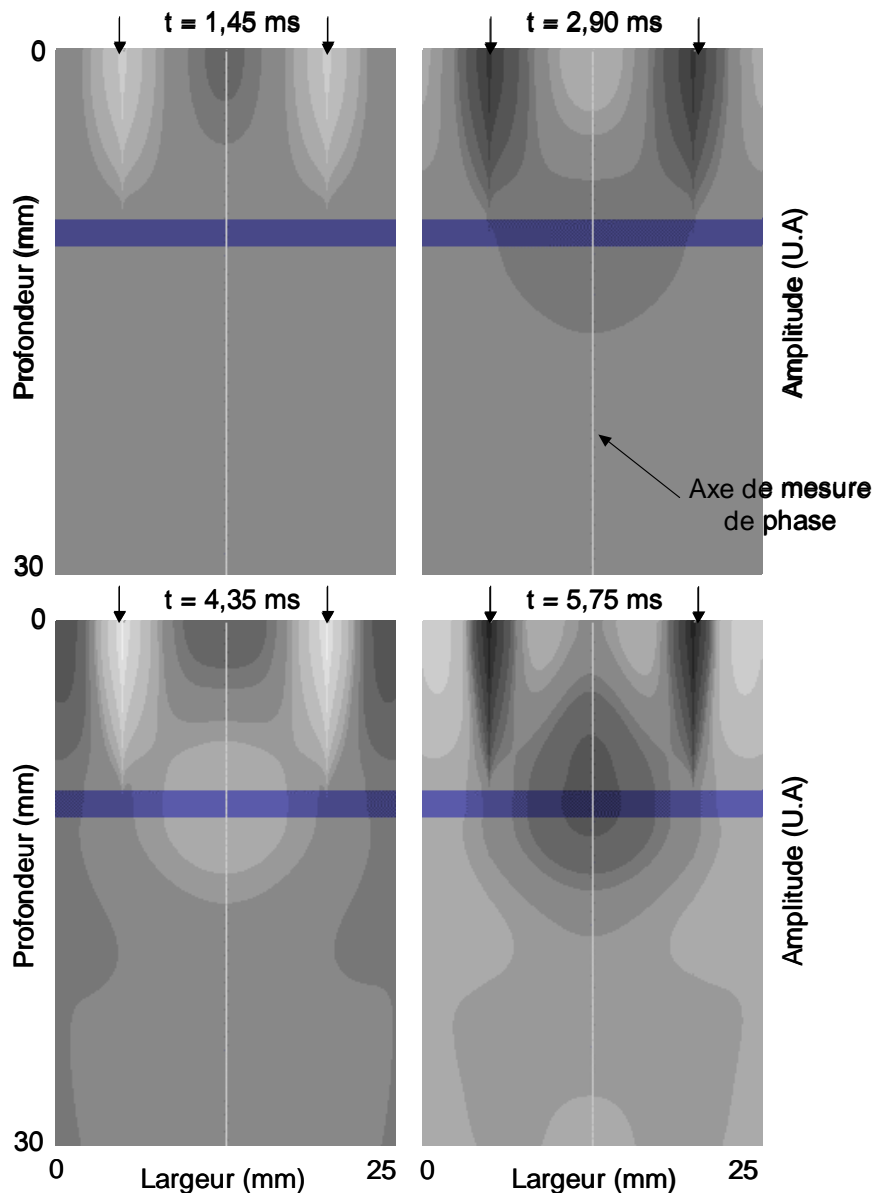 t = 1,45 ms
t = 2,90 ms
0
Profondeur (mm)
30
Amplitude (U.A)
Axe de mesure
de phase
t = 4,35 ms
t = 5,75 ms
0
Profondeur (mm)
30
Amplitude (U.A)
0
Largeur (mm)
25
0
Largeur (mm)
25